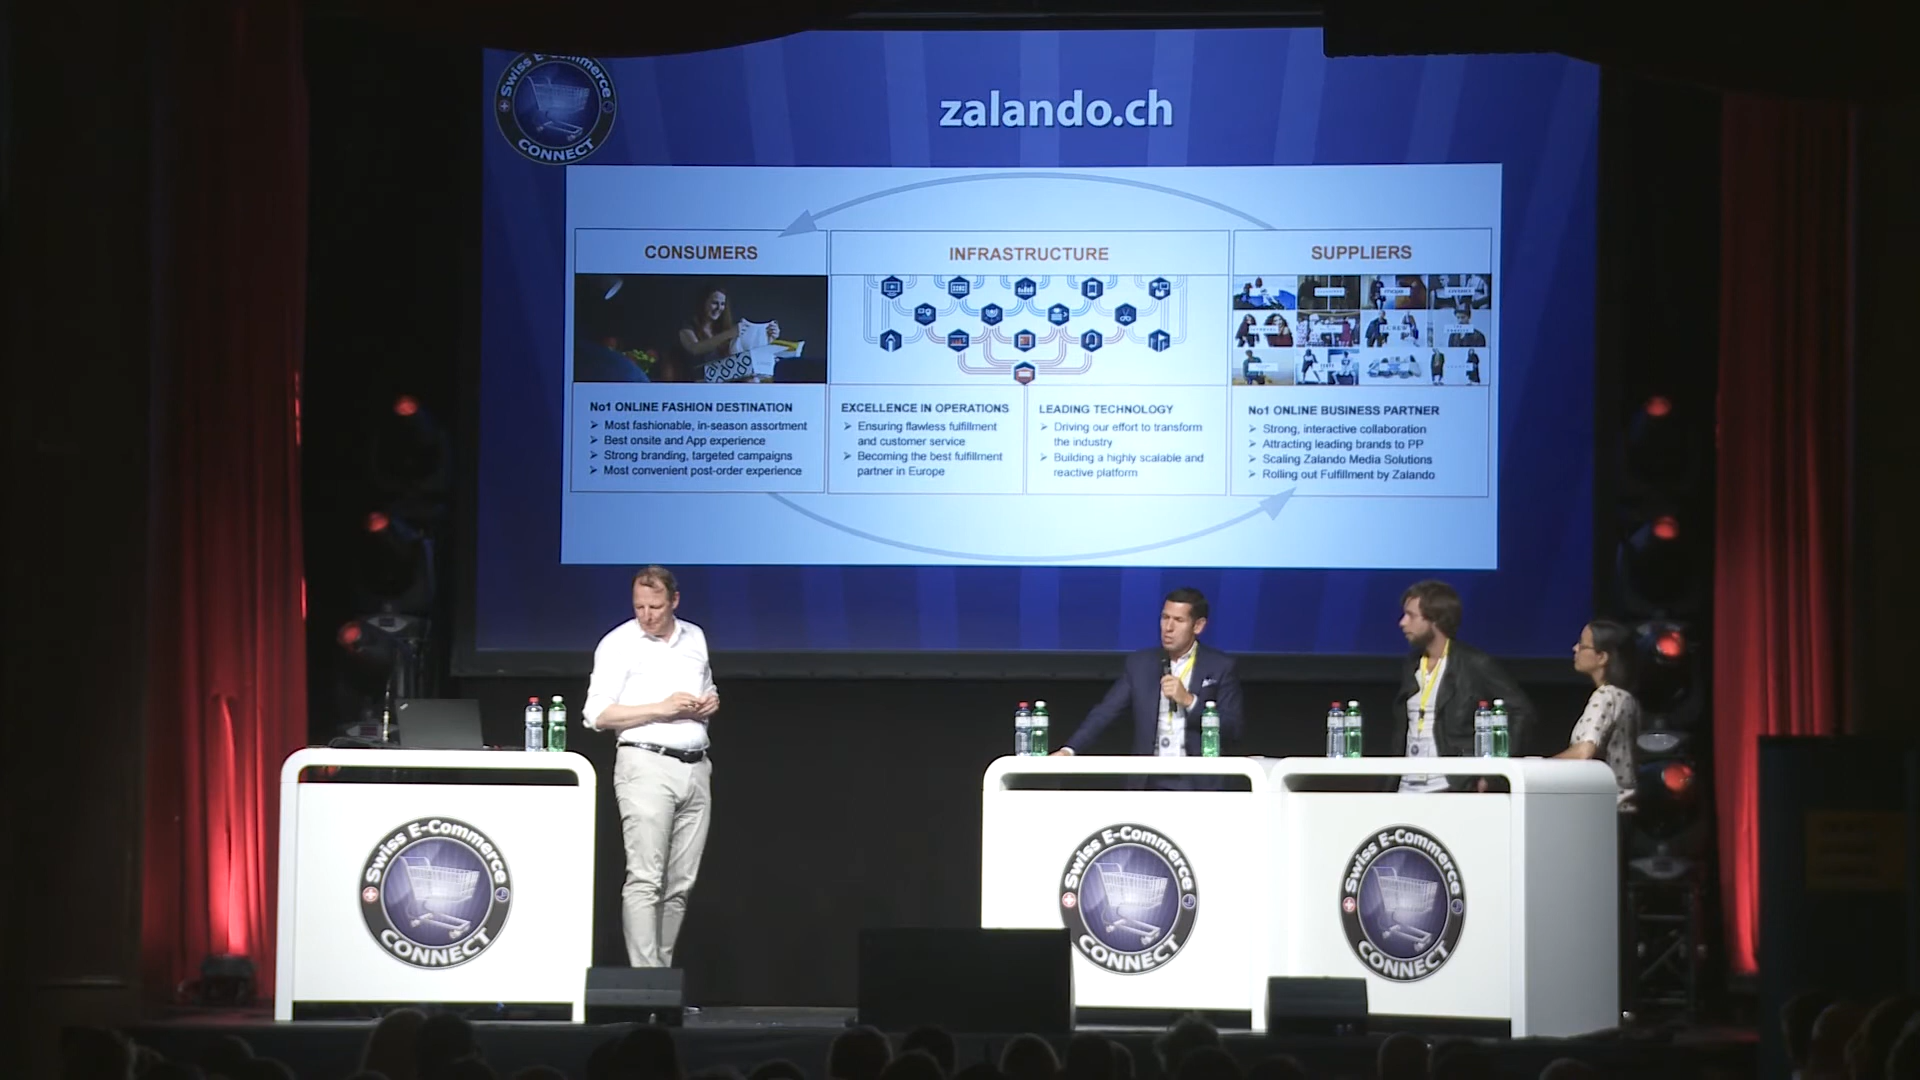 Swiss E-Commerce
CONNECT
zalando.ch
CONSUMERS
INFRASTRUCTURE
SUPPLIERS
No1 ONLINE FASHION DESTINATION
➢ Most fashionable, in-season assortment
➢ Best onsite and App experience
➢ Strong branding, targeted campaigns
➢ Most convenient post-order experience
EXCELLENCE IN OPERATIONS
➢ Ensuring flawless fulfillment
and customer service
➢ Becoming the best fulfillment
partner in Europe
LEADING TECHNOLOGY
➢ Driving our effort to transform
the industry
➢ Building a highly scalable and
reactive platform
No1 ONLINE BUSINESS PARTNER
➢ Strong, interactive collaboration
➢ Attracting leading brands to PP
➢ Scaling Zalando Media Solutions
➢ Rolling out Fulfillment by Zalando
Swiss E-Commerce
CONNECT
Swiss E-Commerce
CONNECT
Swiss E-Commerce
CONNECT